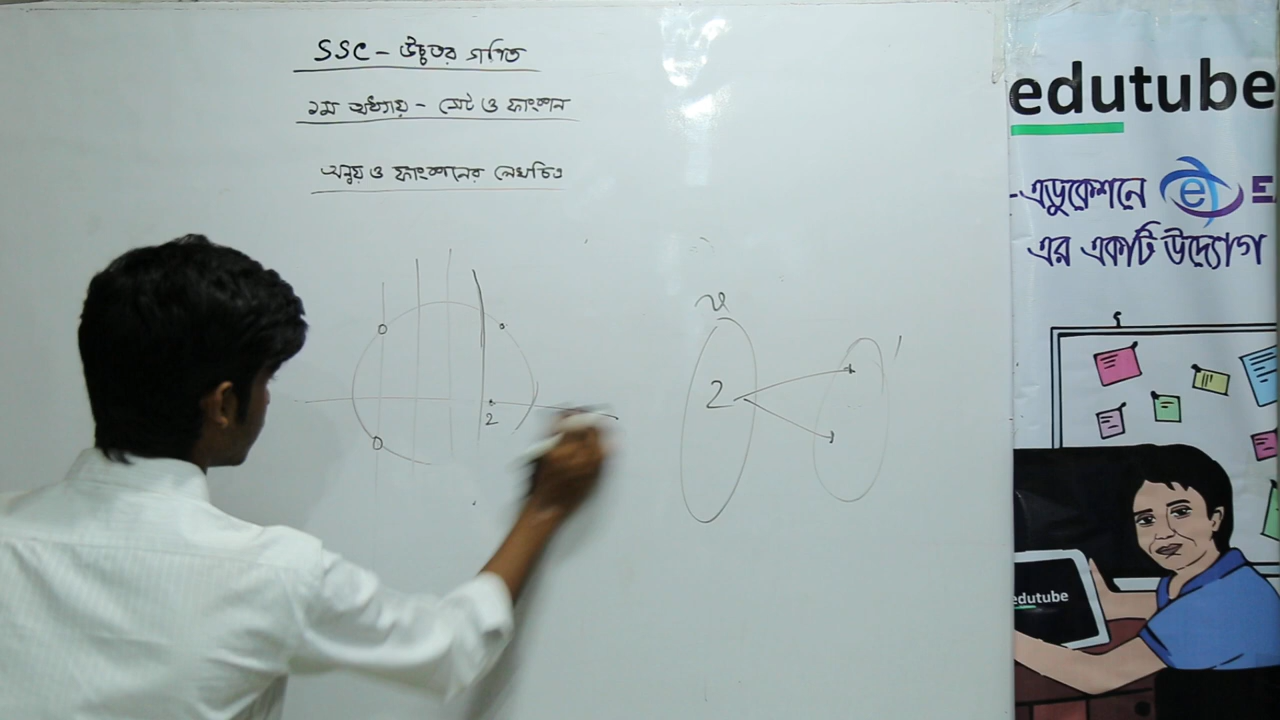 SSC - উচ্চতর গণিত
১ম অধ্যায় - সেট ও ফাংশন
অন্বয় ও ফাংশনের লেখচিত্র
2
x
2
edutube
-এডুকেশনে e E
এর একটি উদ্যোগ
edutube